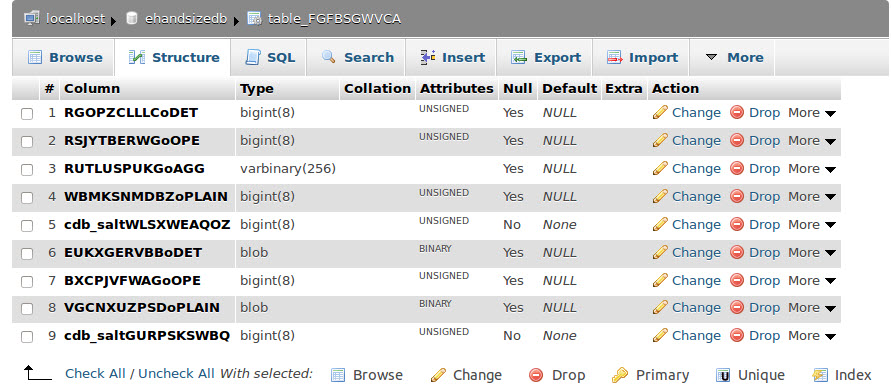 localhost ehandsizedb table_FGFBSGWVCA
Browse Structure SQL Search Insert Export Import More
# Column Type Collation Attributes Null Default Extra Action
1 RGOPZCLLLCoDET bigint(8) UNSIGNED Yes NULL Change Drop More
2 RSJYTBERWGoOPE bigint(8) UNSIGNED Yes NULL Change Drop More
3 RUTLUSPUKGoAGG varbinary(256) Yes NULL Change Drop More
4 WBMKSNMDBZoPLAIN bigint(8) UNSIGNED Yes NULL Change Drop More
5 cdb_saltWLSXWEAQOZ bigint(8) UNSIGNED No None Change Drop More
6 EUKXGERVBBoDET blob BINARY Yes NULL Change Drop More
7 BXCPJVFWAGoOPE bigint(8) UNSIGNED Yes NULL Change Drop More
8 VGCNXUZPSDoPLAIN blob BINARY Yes NULL Change Drop More
9 cdb_saltGURPSKSWBQ bigint(8) UNSIGNED No None Change Drop More
Check All / Uncheck All With selected: Browse Change Drop Primary Unique Index